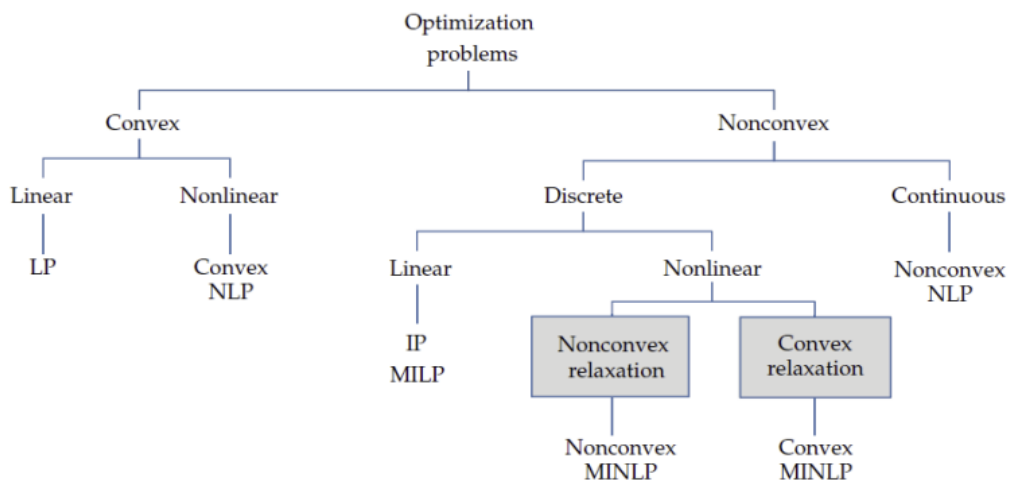 Optimization
problems
Convex
Nonconvex
Linear
Nonlinear
Discrete
Continuous
LP
Convex
NLP
Linear
Nonlinear
Nonconvex
NLP
IP
MILP
Nonconvex
relaxation
Convex
relaxation
Nonconvex
MINLP
Convex
MINLP